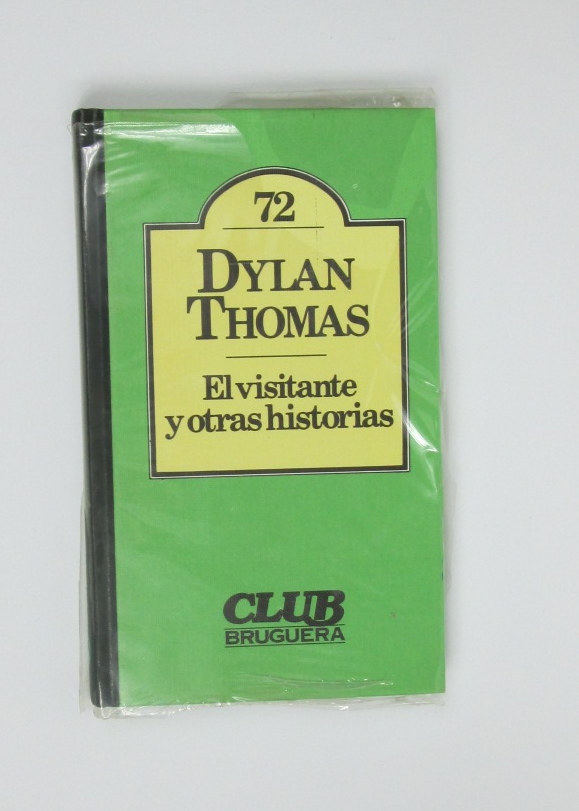 72
DYLAN
THOMAS
El visitante
y otras historias
CLUB
BRUGUERA